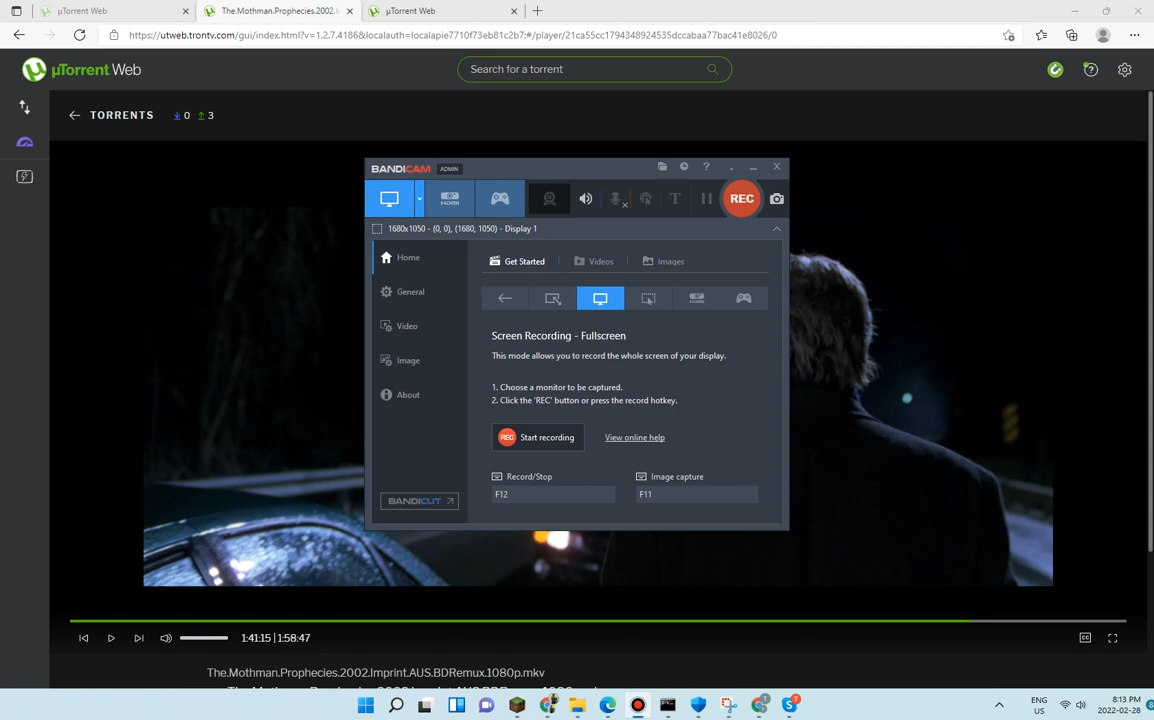 µTorrent Web
The.Mothman.Prophecies.2002.I
µTorrent Web
https://utweb.trontv.com/gui/index.html?v=1.2.7.4186&localauth=localapie7710f73eb81c2b7:#/player/21ca55cc1794348924535dccabaa77bac41e8026/0
µTorrent Web
Search for a torrent
TORRENTS 0 3
BANDICAM ADMIN
HDMI
REC
1680x1050 - (0, 0), (1680, 1050) - Display 1
Home
General
Video
Image
About
BANDICUT
Get Started
Videos
Images
Screen Recording - Fullscreen
This mode allows you to record the whole screen of your display.
1. Choose a monitor to be captured.
2. Click the 'REC' button or press the record hotkey.
REC Start recording
View online help
Record/Stop
Image capture
F12
F11
1:41:15 | 1:58:47
CC
The.Mothman.Prophecies.2002.Imprint.AUS.BDRemux.1080p.mkv
ENG
US
8:13 PM
2022-02-28
7
8